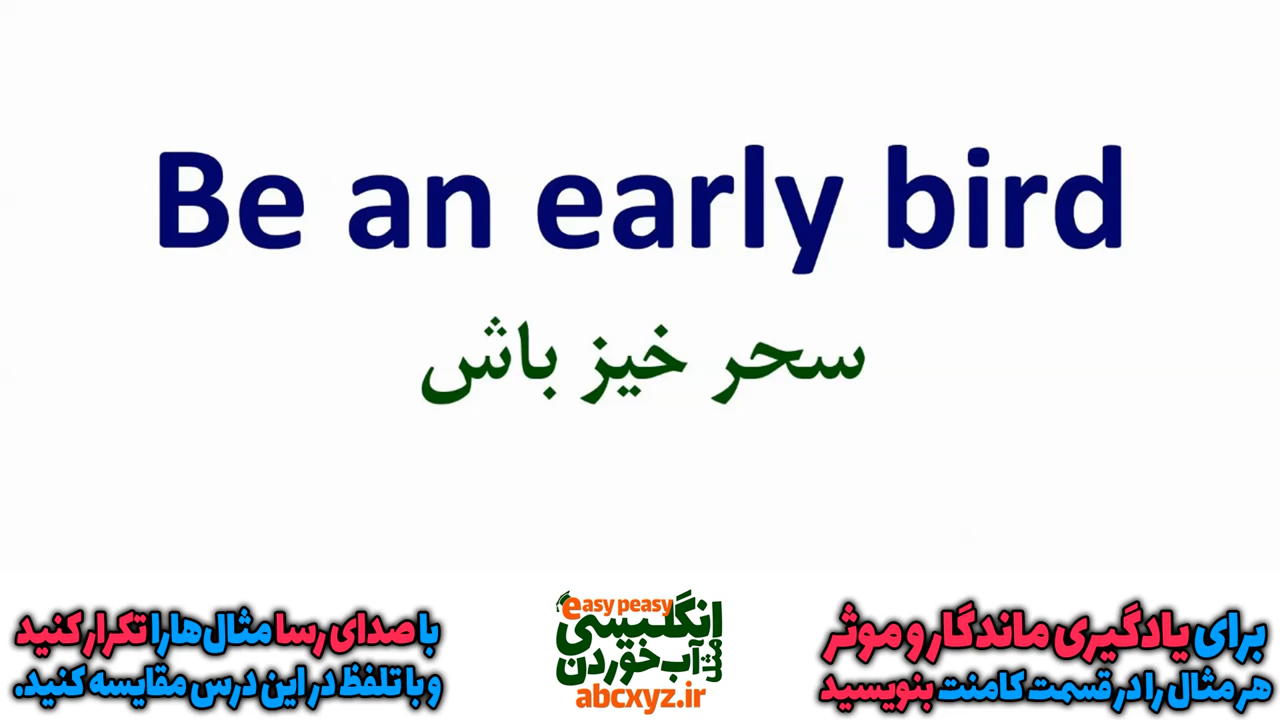 Be an early bird
سحر خیز باش
برای یادگیری ماندگار و موثر
هر مثال را در قسمت کامنت بنویسید
easy peasy
انگلیسی
مثل آب خوردن
abcxyz.ir
با صدای رسا مثال‌ها را تکرار کنید
و با تلفظ در این درس مقایسه کنید.